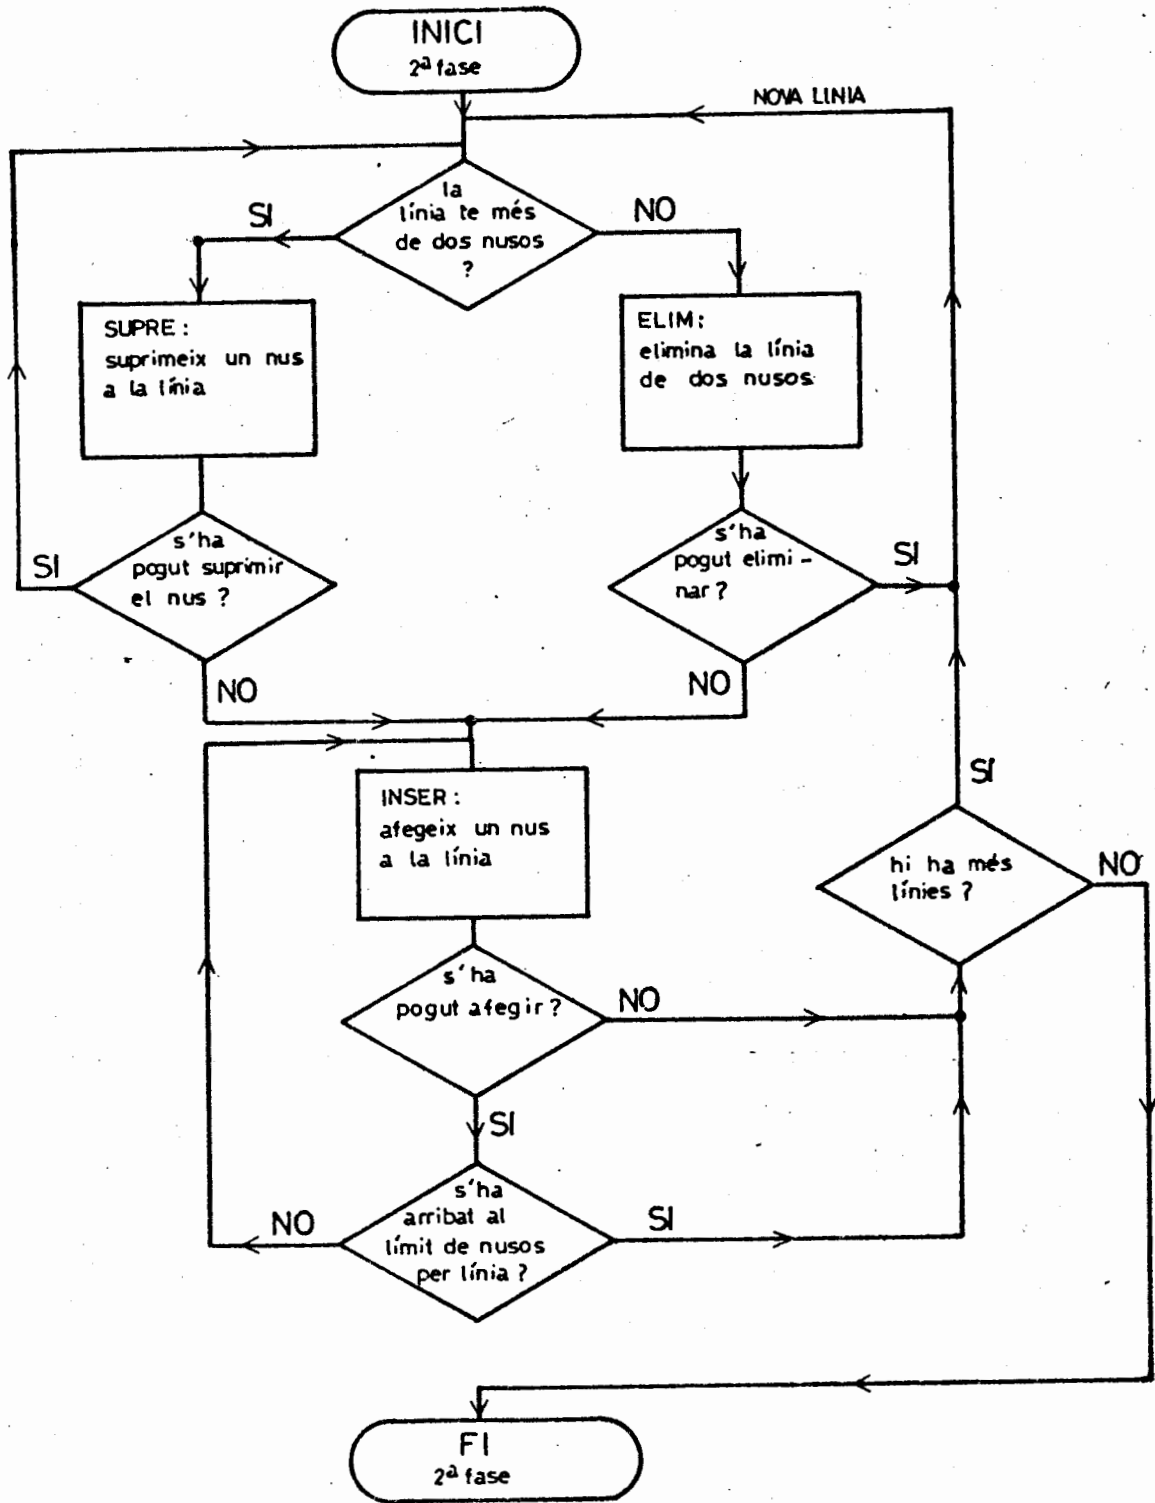 INICI
2ª fase
NOVA LINIA
la
línia te més
de dos nusos
?
SI
NO
SUPRE:
suprimeix un nus
a la línia
ELIM:
elimina la línia
de dos nusos
s'ha
pogut suprimir
el nus ?
SI
NO
s'ha
pogut elimi-
nar?
SI
NO
INSER:
afegeix un nus
a la línia
SI
hi ha més
línies ?
NO
s'ha
pogut afegir?
NO
SI
s'ha
arribat al
límit de nusos
per línia ?
NO
SI
FI
2ª fase